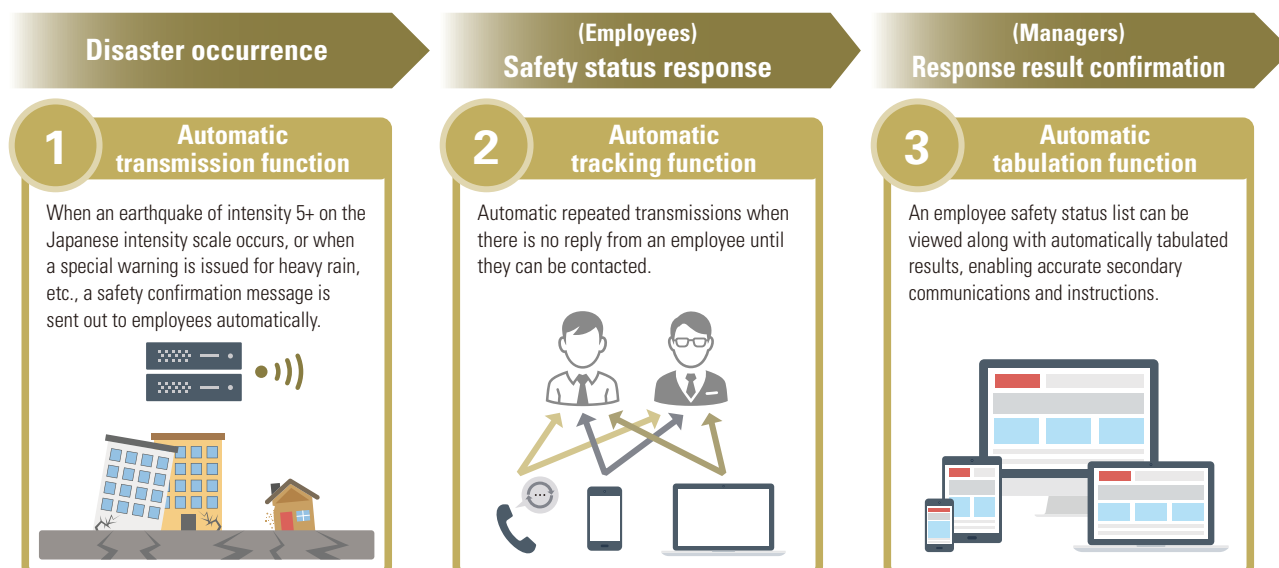 Disaster occurrence
(Employees)
Safety status response
(Managers)
Response result confirmation
1
Automatic
transmission function
When an earthquake of intensity 5+ on the
Japanese intensity scale occurs, or when
a special warning is issued for heavy rain,
etc., a safety confirmation message is
sent out to employees automatically.
2
Automatic
tracking function
Automatic repeated transmissions when
there is no reply from an employee until
they can be contacted.
3
Automatic
tabulation function
An employee safety status list can be
viewed along with automatically tabulated
results, enabling accurate secondary
communications and instructions.